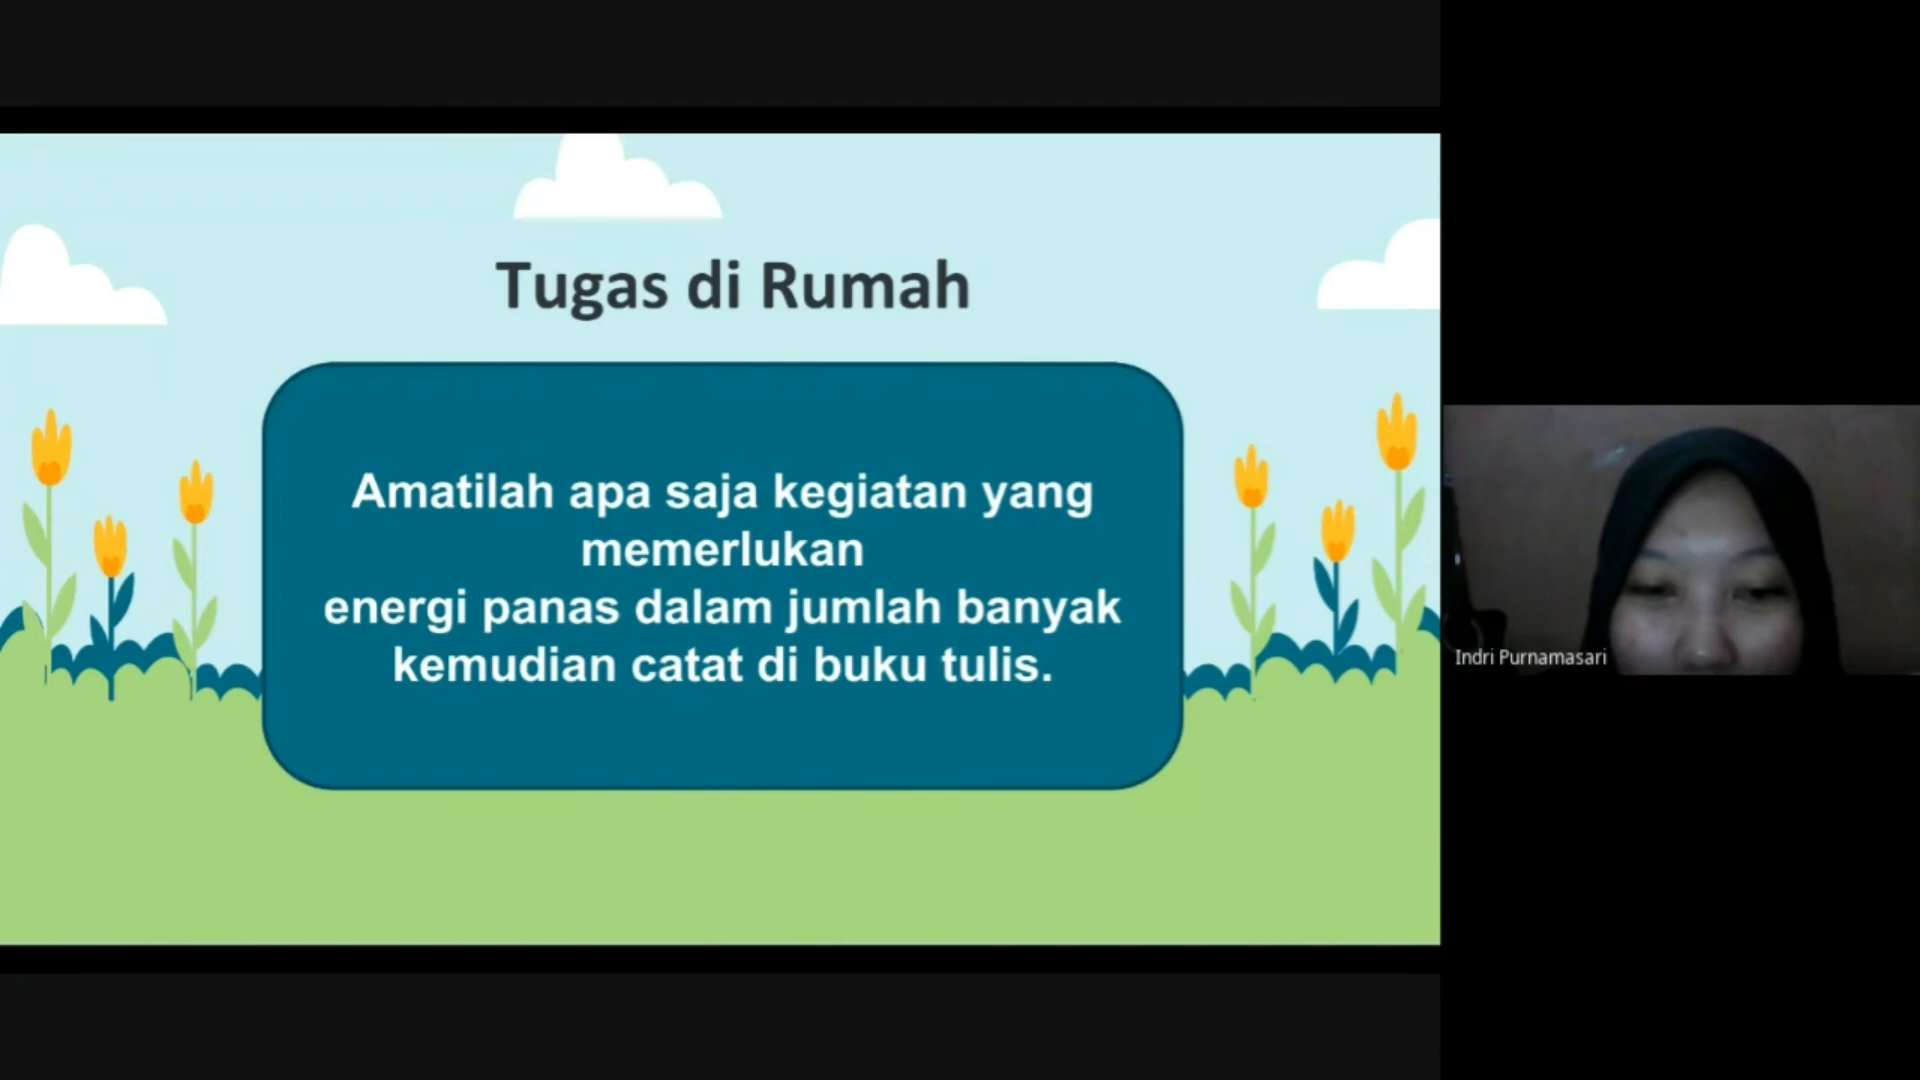 Tugas di Rumah
Amatilah apa saja kegiatan yang
memerlukan
energi panas dalam jumlah banyak
kemudian catat di buku tulis.
Indri Purnamasari